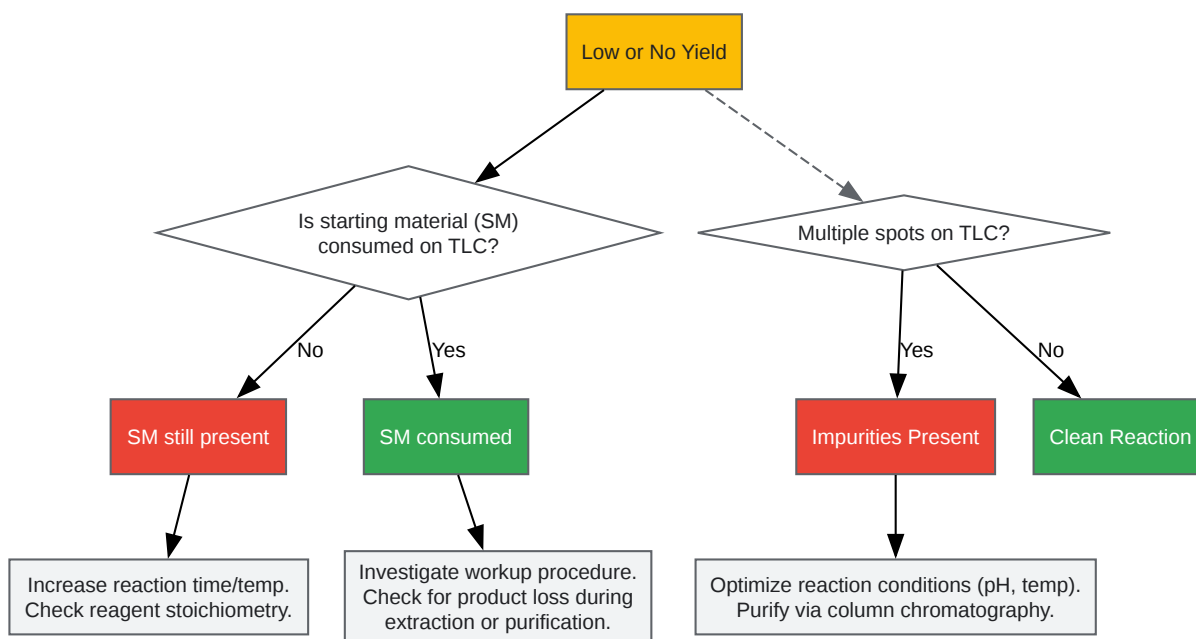 Low or No Yield
Is starting material (SM)
consumed on TLC?
Multiple spots on TLC?
No
Yes
Yes
No
SM still present
SM consumed
Impurities Present
Clean Reaction
Increase reaction time/temp.
Check reagent stoichiometry.
Investigate workup procedure.
Check for product loss during
extraction or purification.
Optimize reaction conditions (pH, temp).
Purify via column chromatography.